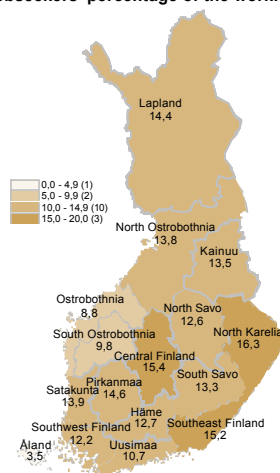 Lapland
14,4
0,0 - 4,9 (1)
5,0 - 9,9 (2)
10,0 - 14,9 (10)
15,0 - 20,0 (3)
North Ostrobothnia
13,8
Kainuu
13,5
Ostrobothnia
8,8
North Savo
12,6
South Ostrobothnia
9,8
North Karelia
16,3
Central Finland
15,4
South Savo
13,3
Pirkanmaa
14,6
Satakunta
13,9
Häme
12,7
Southwest Finland
12,2
Southeast Finland
15,2
Åland
3,5
Uusimaa
10,7